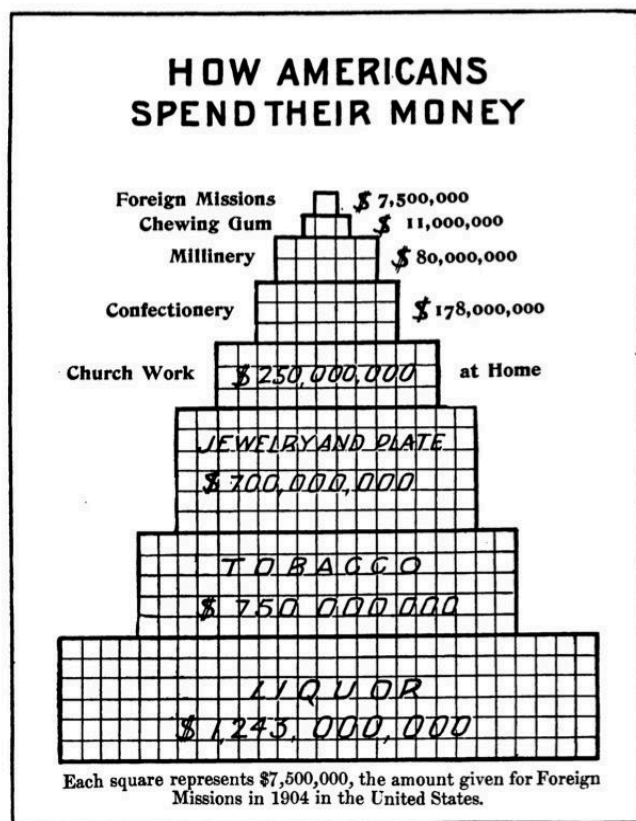 HOW AMERICANS
SPEND THEIR MONEY
Foreign Missions $ 7,500,000
Chewing Gum $ 11,000,000
Millinery $ 80,000,000
Confectionery $ 178,000,000
Church Work $ 250,000,000 at Home
JEWELRY AND PLATE
$ 700,000,000
TOBACCO
$ 750 000 000
LIQUOR
$ 1,243,000,000
Each square represents $7,500,000, the amount given for Foreign
Missions in 1904 in the United States.